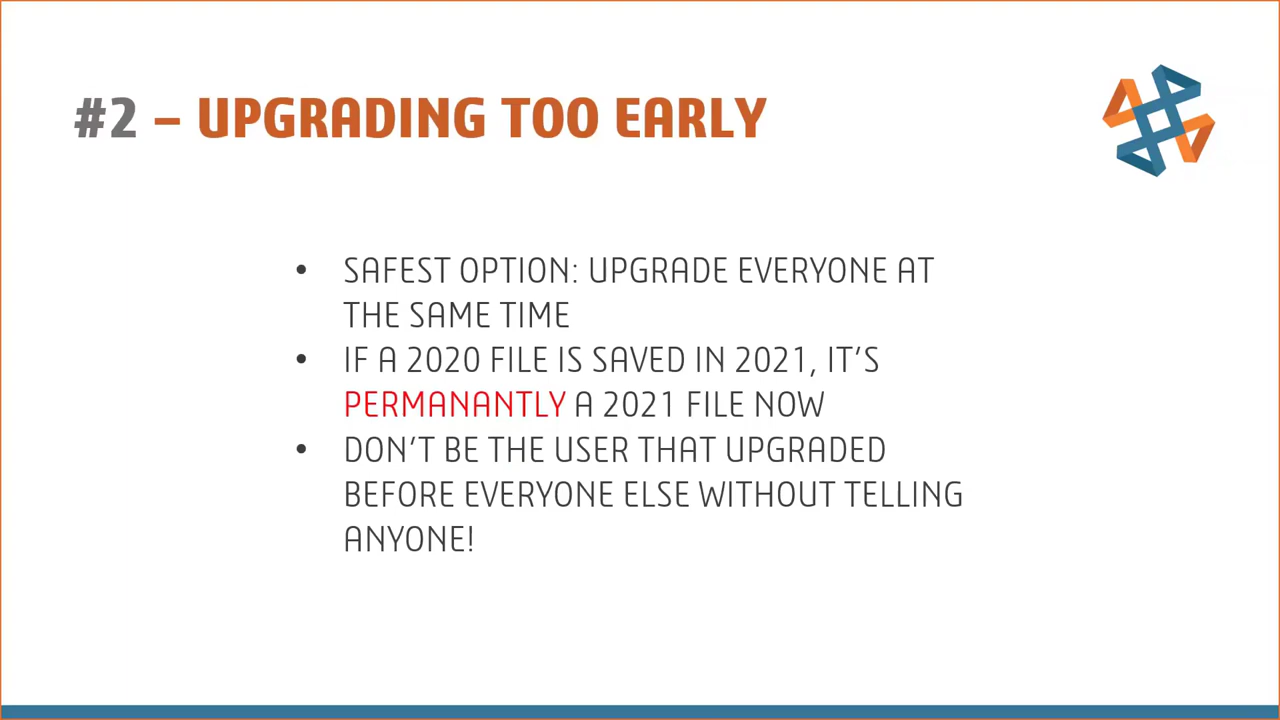 #2 – UPGRADING TOO EARLY
• SAFEST OPTION: UPGRADE EVERYONE AT
THE SAME TIME
• IF A 2020 FILE IS SAVED IN 2021, IT’S
PERMANANTLY A 2021 FILE NOW
• DON’T BE THE USER THAT UPGRADED
BEFORE EVERYONE ELSE WITHOUT TELLING
ANYONE!